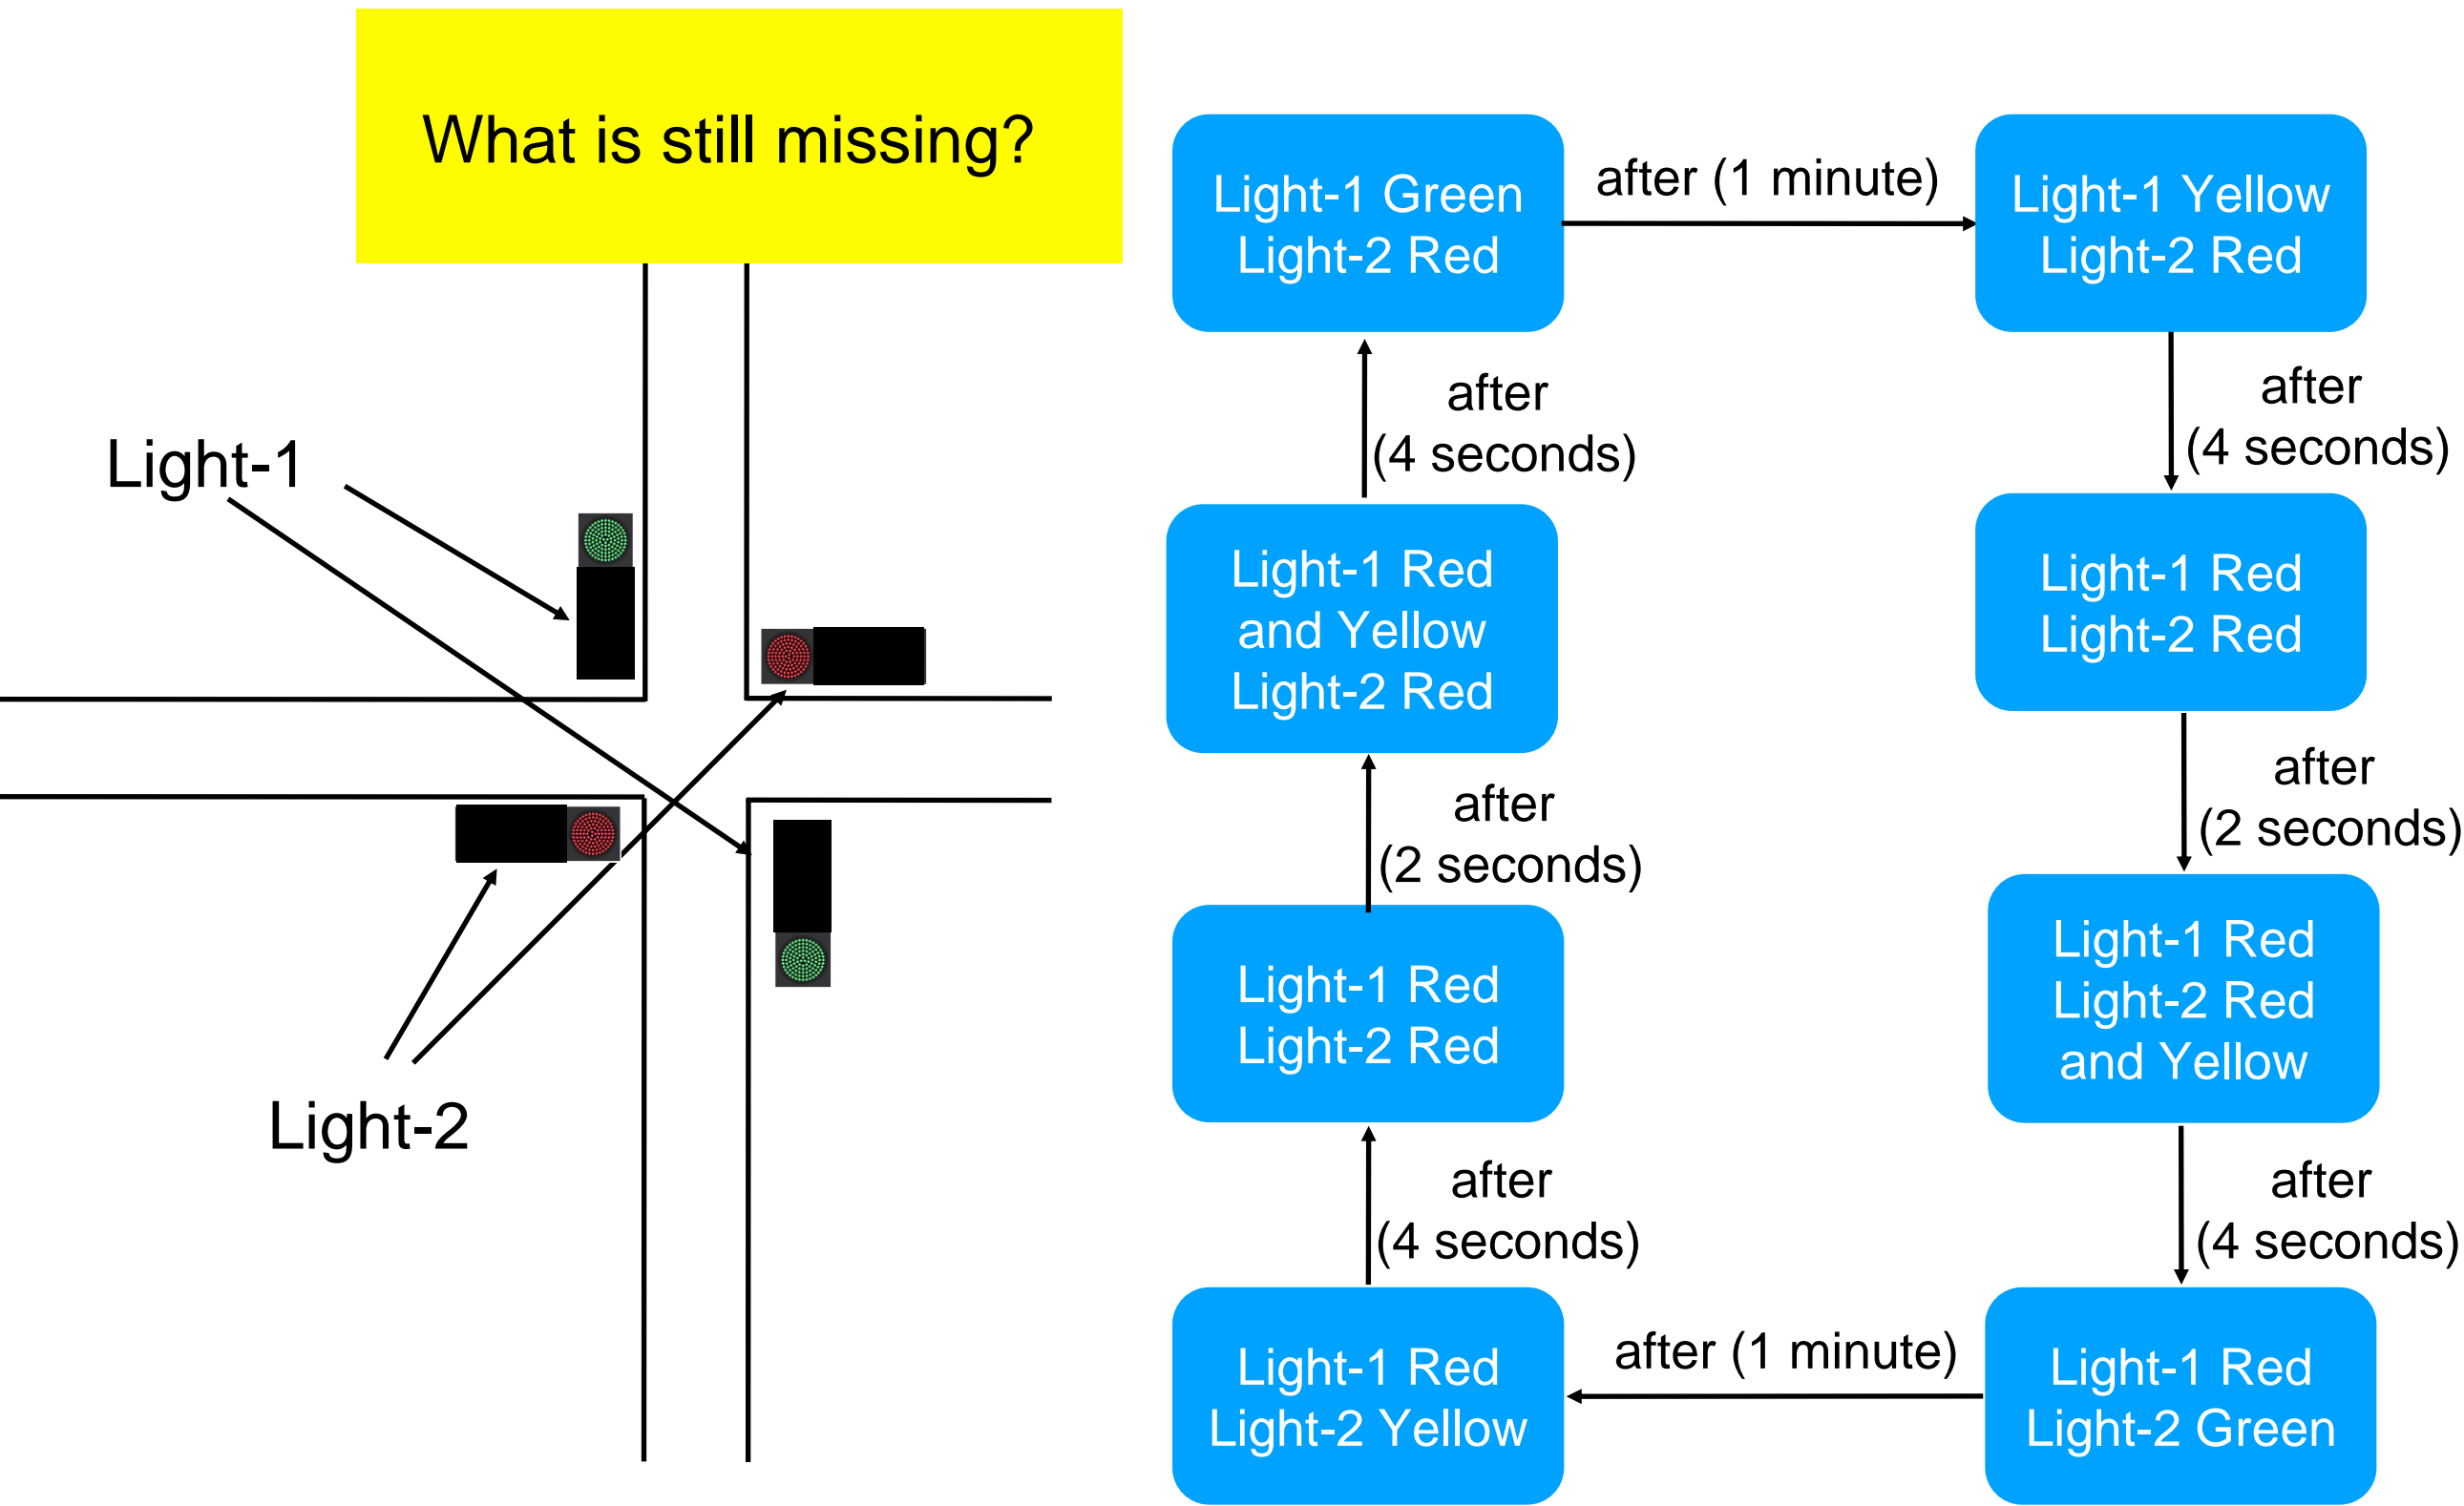 What is still missing?
Light-1
Light-2
Light-1 Green
Light-2 Red
after (1 minute)
Light-1 Yellow
Light-2 Red
after
(4 seconds)
Light-1 Red
Light-2 Red
after
(2 seconds)
Light-1 Red
Light-2 Red
and Yellow
after
(4 seconds)
Light-1 Red
Light-2 Green
after (1 minute)
Light-1 Red
Light-2 Yellow
after
(4 seconds)
Light-1 Red
Light-2 Red
after
(2 seconds)
Light-1 Red
and Yellow
Light-2 Red
after
(4 seconds)